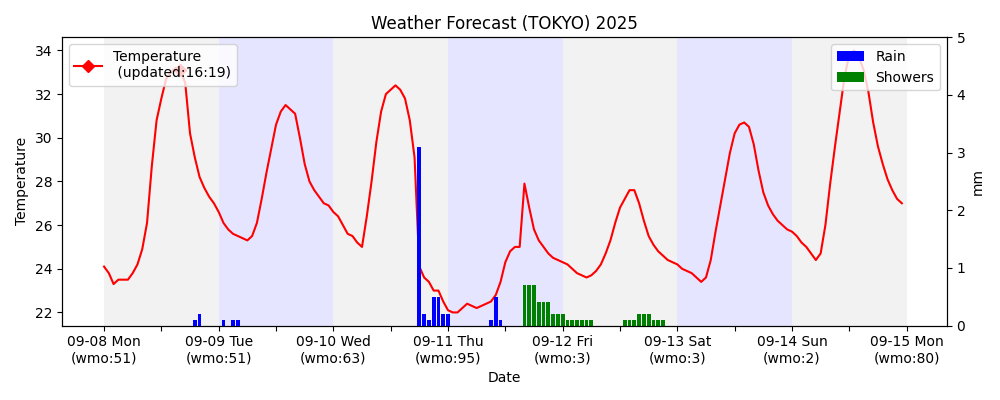 Weather Forecast (TOKYO) 2025
Temperature
(updated:16:19)
Rain
Showers
Temperature
34
32
30
28
26
24
22
5
4
3
2
1
0
mm
09-08 Mon
(wmo:51)
09-09 Tue
(wmo:51)
09-10 Wed
(wmo:63)
09-11 Thu
(wmo:95)
09-12 Fri
(wmo:3)
09-13 Sat
(wmo:3)
09-14 Sun
(wmo:2)
09-15 Mon
(wmo:80)
Date